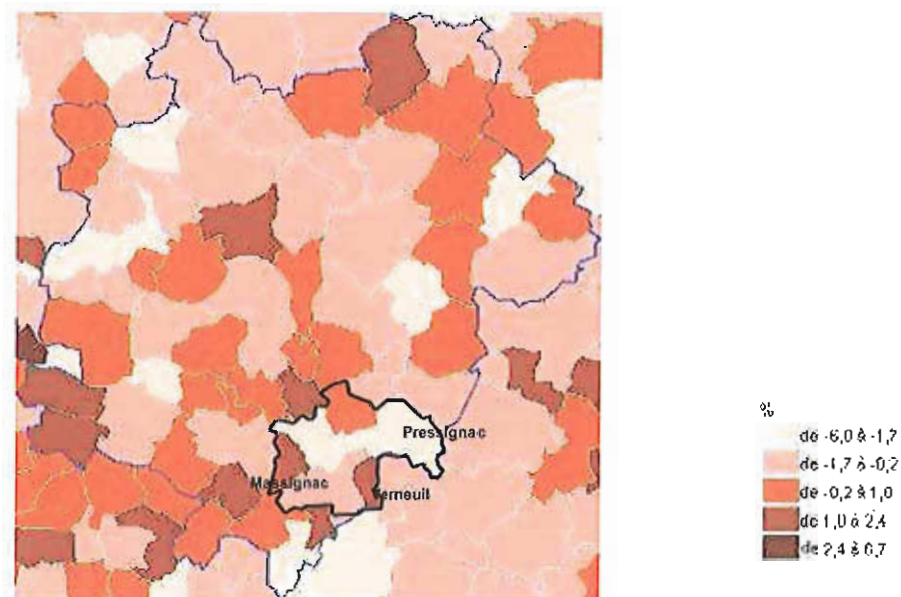 Pressignac
Massignac
Verneuil
%
de -6,0 à -1,7
de -1,7 à -0,2
de -0,2 à 1,0
de 1,0 à 2,4
de 2,4 à 6,7